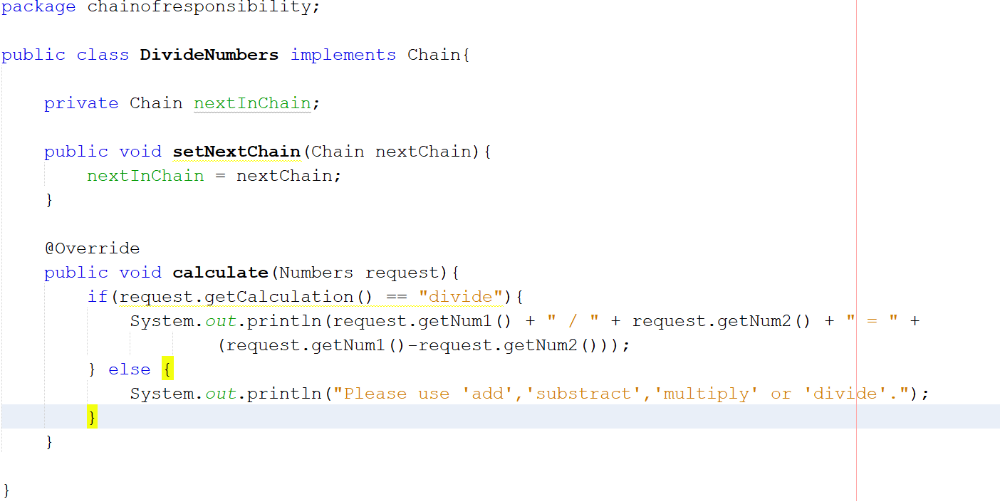 package chainofresponsibility;
public class DivideNumbers implements Chain{
private Chain nextInChain;
public void setNextChain(Chain nextChain){
nextInChain = nextChain;
}
@Override
public void calculate(Numbers request){
if(request.getCalculation() == "divide"){
System.out.println(request.getNum1() + " / " + request.getNum2() + " = " +
(request.getNum1()-request.getNum2()));
} else {
System.out.println("Please use 'add','substract','multiply' or 'divide'.");
}
}
}